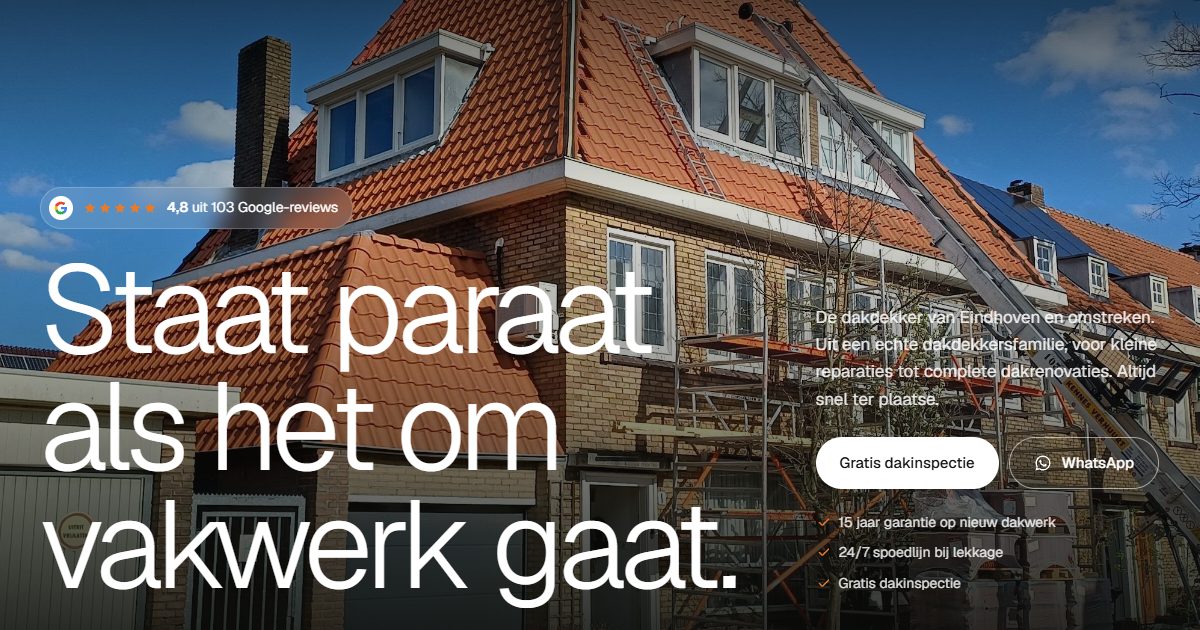 4,8 uit 103 Google-reviews
Staat paraat
als het om
vakwerk gaat.
De dakdekker van Eindhoven en omstreken.
Uit een echte dakdekkersfamilie, voor kleine
reparaties tot complete dakrenovaties. Altijd
snel ter plaatse.
Gratis dakinspectie
WhatsApp
15 jaar garantie op nieuw dakwerk
24/7 spoedlijn bij lekkage
Gratis dakinspectie